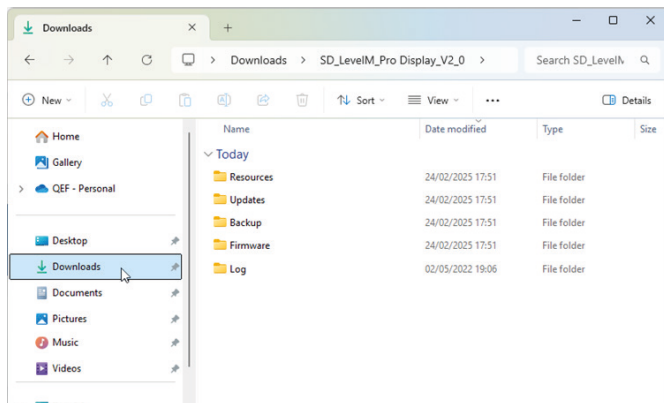 Downloads
Downloads > SD_LevelM_Pro Display_V2_0 > Search SD_LevelM
New Sort View ... Details
Home
Gallery
QEF - Personal
Desktop
Downloads
Documents
Pictures
Music
Videos
Name Date modified Type Size
Today
Resources 24/02/2025 17:51 File folder
Updates 24/02/2025 17:51 File folder
Backup 24/02/2025 17:51 File folder
Firmware 24/02/2025 17:51 File folder
Log 02/05/2022 19:06 File folder